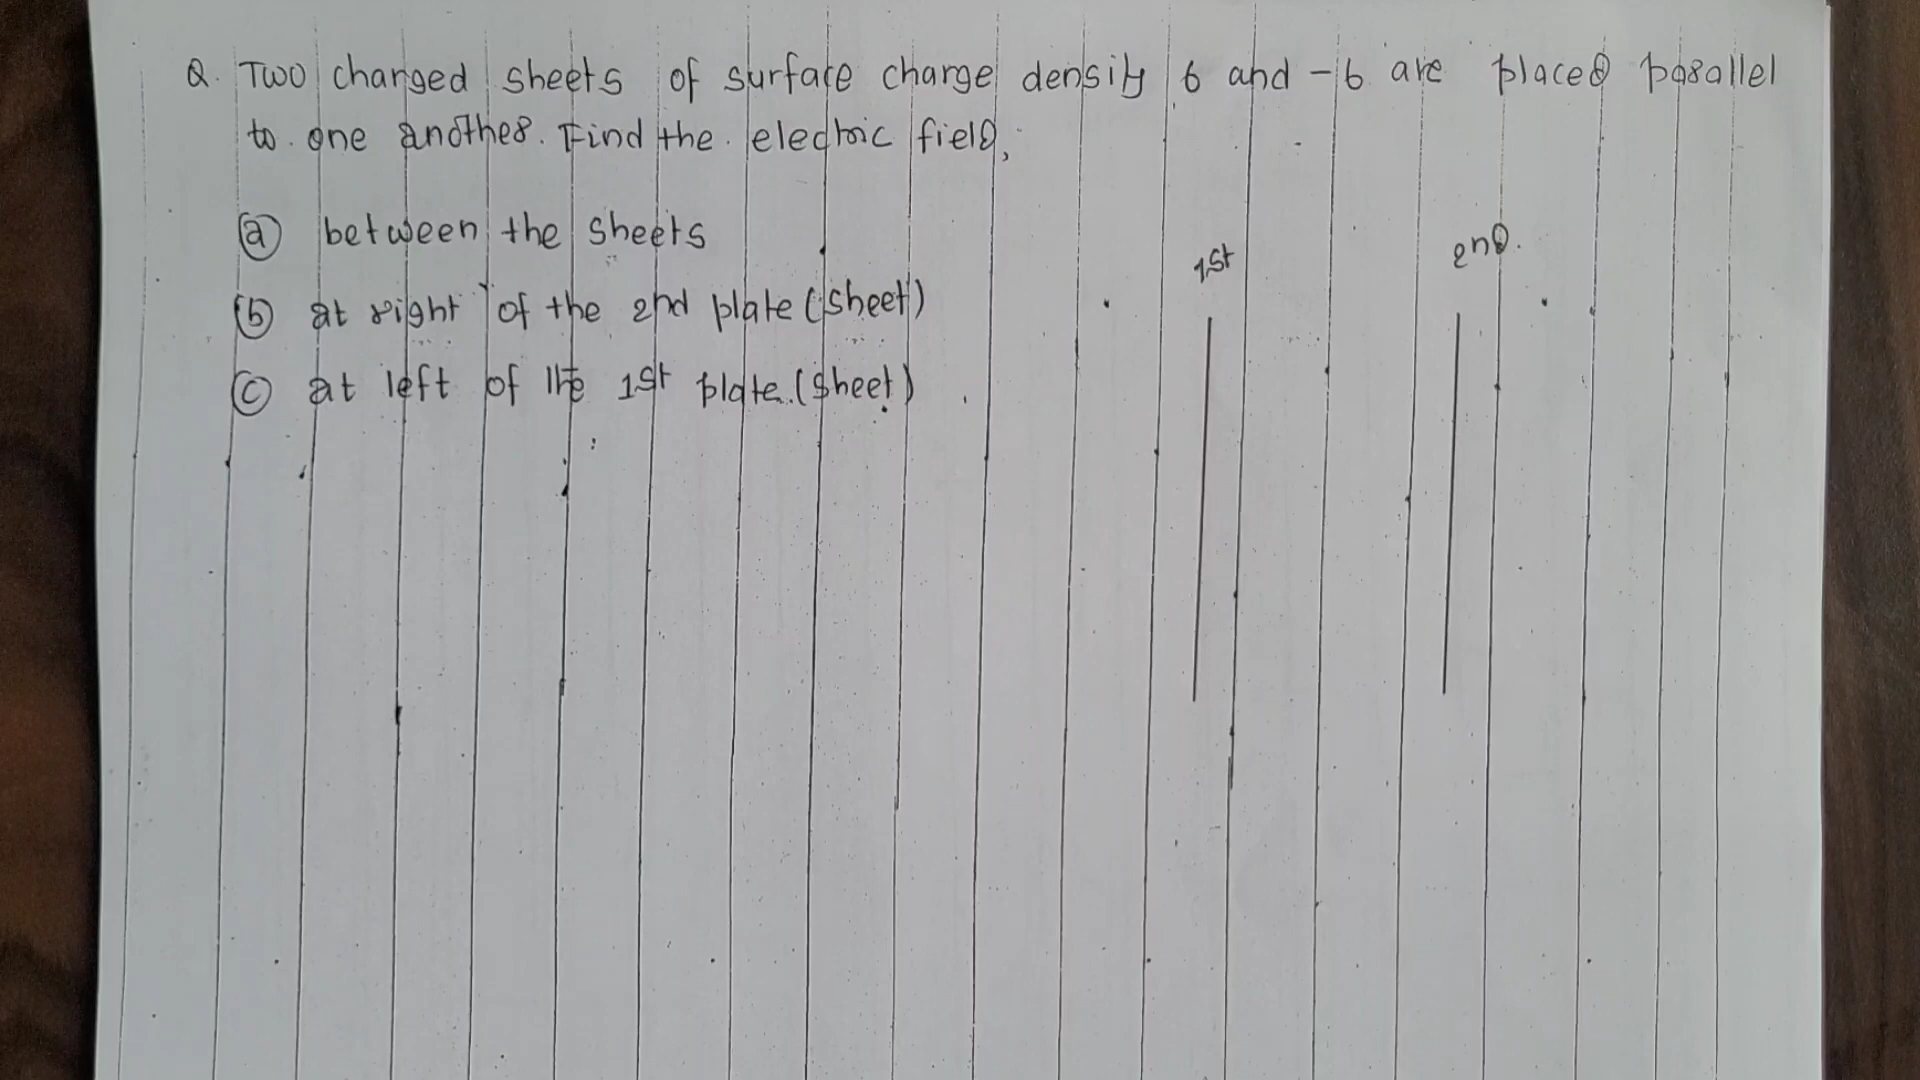 Q. Two charged sheets of surface charge density 6 and -6 are placed parallel
to one another. Find the electric field,
(a) between the sheets
(b) at right of the 2nd plate (sheet)
(c) at left of the 1st plate. (sheet)
1st
2nd.